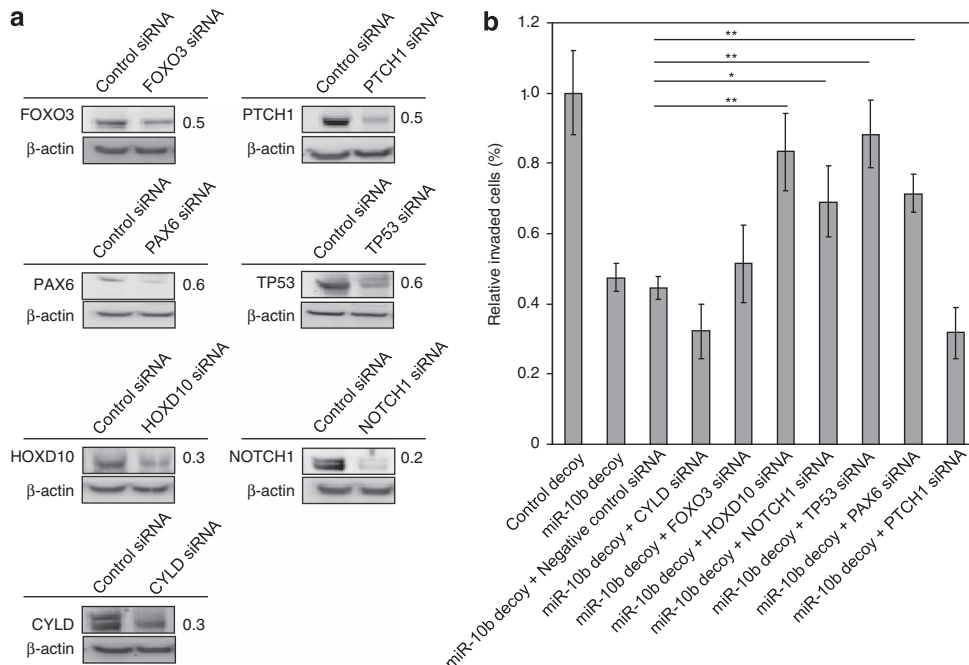 a
Control siRNA
FOXO3 siRNA
FOXO3
0.5
β-actin
Control siRNA
PTCH1 siRNA
PTCH1
0.5
β-actin
Control siRNA
PAX6 siRNA
PAX6
0.6
β-actin
Control siRNA
TP53 siRNA
TP53
0.6
β-actin
Control siRNA
HOXD10 siRNA
HOXD10
0.3
β-actin
Control siRNA
NOTCH1 siRNA
NOTCH1
0.2
β-actin
Control siRNA
CYLD siRNA
CYLD
0.3
β-actin
b
Relative invaded cells (%)
1.2
1.0
0.8
0.6
0.4
0.2
0
**
**
*
**
Control decoy
miR-10b decoy
miR-10b decoy + Negative control siRNA
miR-10b decoy + CYLD siRNA
miR-10b decoy + FOXO3 siRNA
miR-10b decoy + HOXD10 siRNA
miR-10b decoy + NOTCH1 siRNA
miR-10b decoy + TP53 siRNA
miR-10b decoy + PAX6 siRNA
miR-10b decoy + PTCH1 siRNA